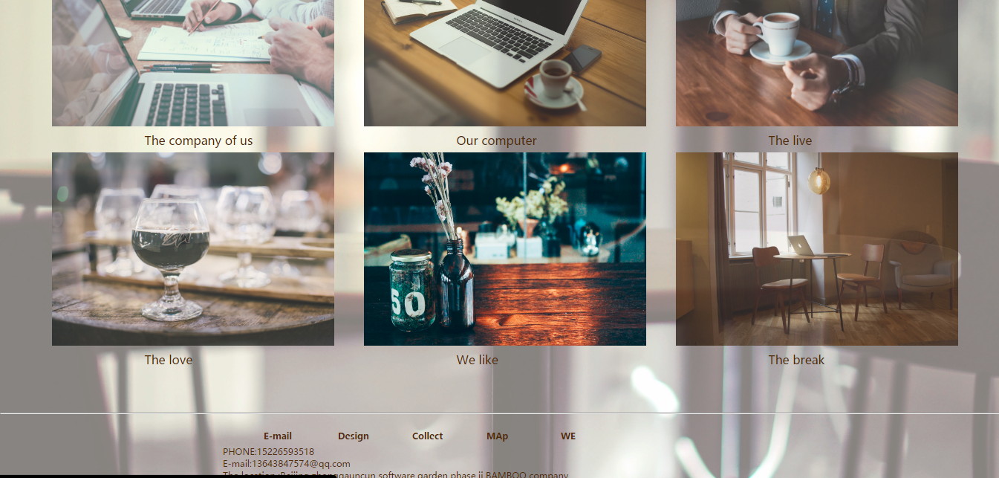 The company of us
Our computer
The live
50
The love
We like
The break
E-mail Design Collect MAp WE
PHONE:15226593518
E-mail:13643847574@qq.com
The location:Beijing zhongguancun software garden phase ii BAMBOO company